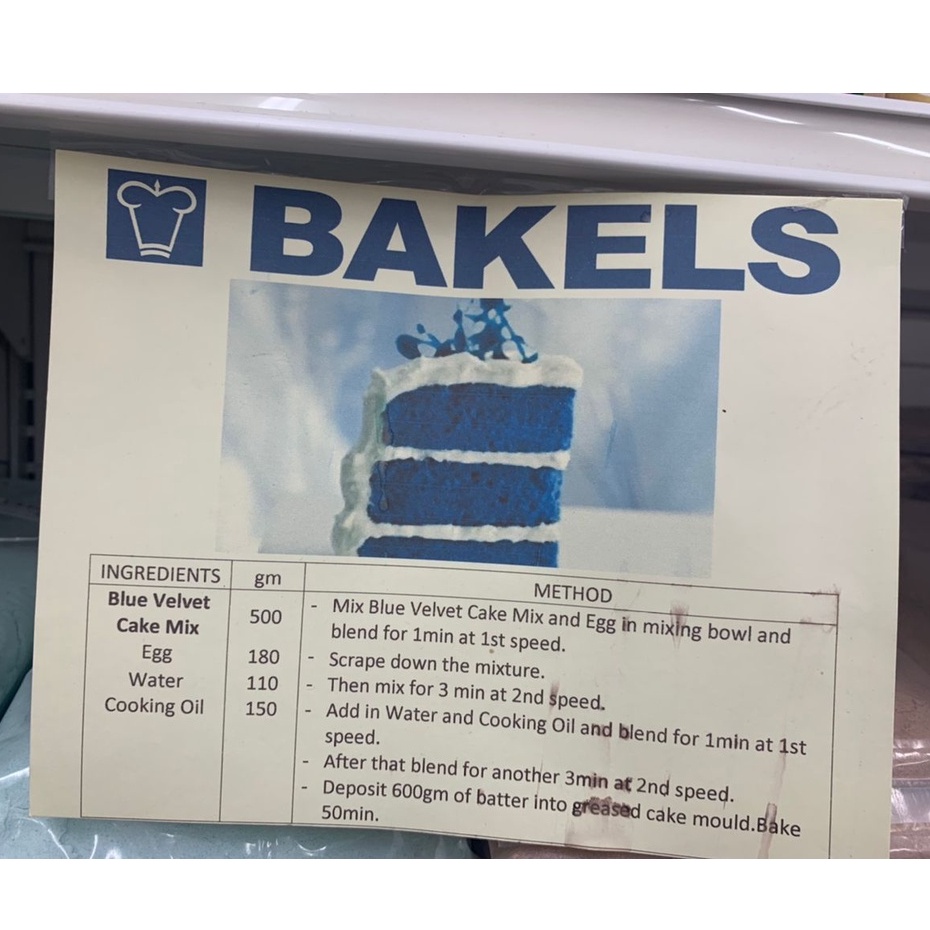 BAKELS
INGREDIENTS gm METHOD
Blue Velvet
Cake Mix
500
Egg 180
Water 110
Cooking Oil 150
- Mix Blue Velvet Cake Mix and Egg in mixing bowl and
blend for 1min at 1st speed.
- Scrape down the mixture.
- Then mix for 3 min at 2nd speed.
- Add in Water and Cooking Oil and blend for 1min at 1st
speed.
- After that blend for another 3min at 2nd speed.
- Deposit 600gm of batter into greased cake mould.Bake
50min.